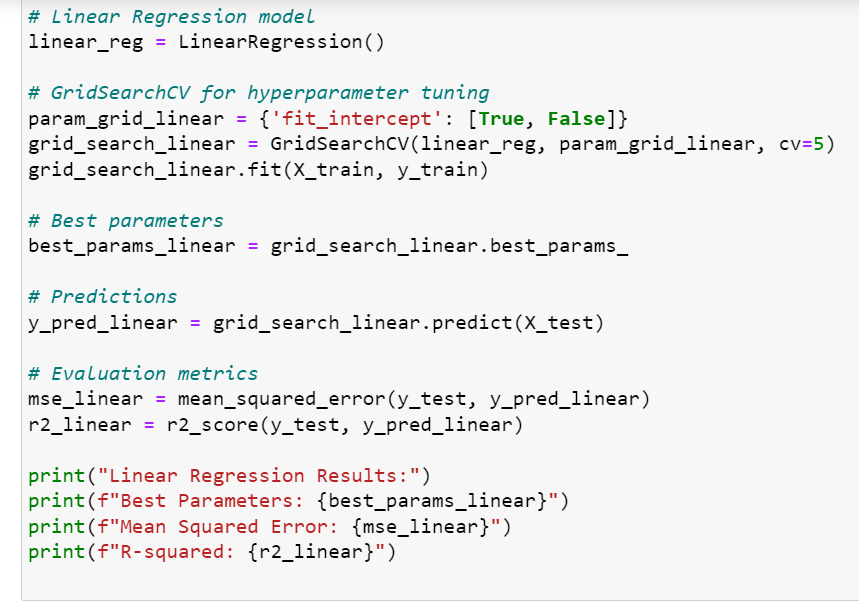 # Linear Regression model
linear_reg = LinearRegression()
# GridSearchCV for hyperparameter tuning
param_grid_linear = {'fit_intercept': [True, False]}
grid_search_linear = GridSearchCV(linear_reg, param_grid_linear, cv=5)
grid_search_linear.fit(X_train, y_train)
# Best parameters
best_params_linear = grid_search_linear.best_params_
# Predictions
y_pred_linear = grid_search_linear.predict(X_test)
# Evaluation metrics
mse_linear = mean_squared_error(y_test, y_pred_linear)
r2_linear = r2_score(y_test, y_pred_linear)
print("Linear Regression Results:")
print(f"Best Parameters: {best_params_linear}")
print(f"Mean Squared Error: {mse_linear}")
print(f"R-squared: {r2_linear}")